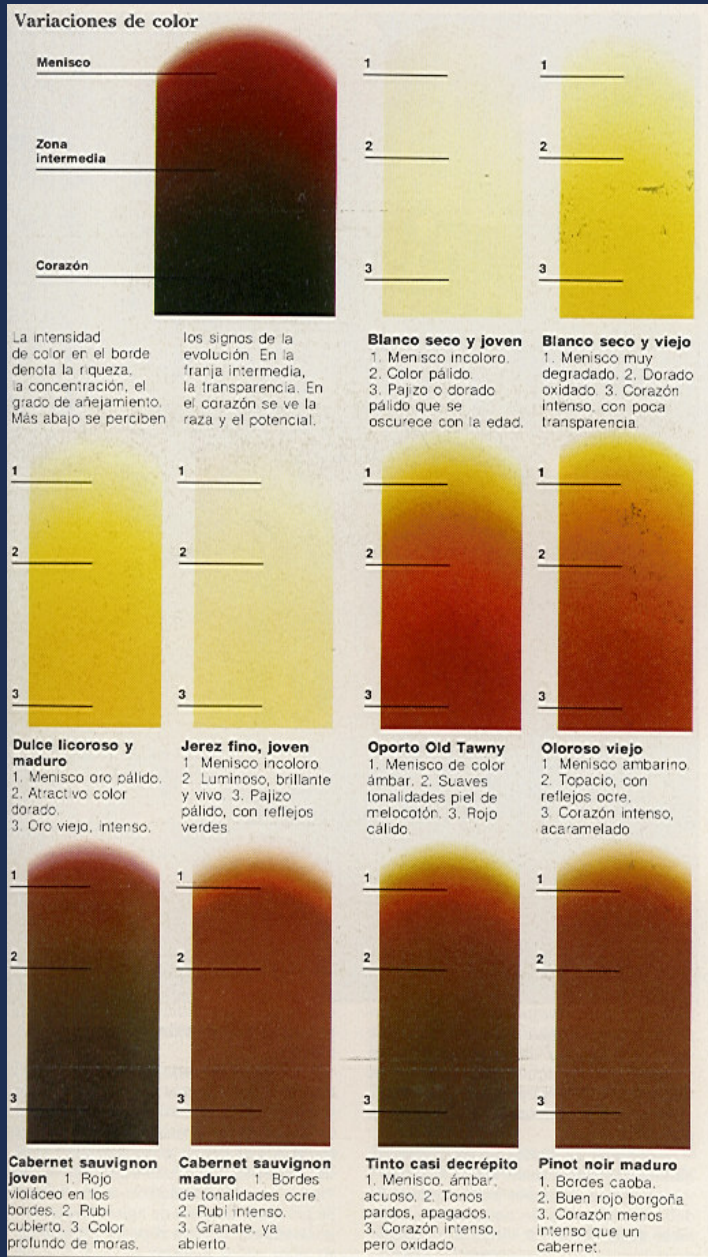 Variaciones de color
Menisco
Zona
intermedia
Corazón
1
2
3
1
2
3
La intensidad
de color en el borde
denota la riqueza,
la concentración, el
grado de añejamiento.
Más abajo se perciben
los signos de la
evolución. En la
franja intermedia,
la transparencia. En
el corazón se ve la
raza y el potencial.
Blanco seco y joven
1. Menisco incoloro.
2. Color pálido.
3. Pajizo o dorado
pálido que se
oscurece con la edad.
Blanco seco y viejo
1. Menisco muy
degradado. 2. Dorado
oxidado. 3. Corazón
intenso, con poca
transparencia.
1
2
3
1
2
3
1
2
3
1
2
3
Dulce licoroso y
maduro
1. Menisco oro pálido.
2. Atractivo color
dorado.
3. Oro viejo, intenso.
Jerez fino, joven
1 Menisco incoloro
2 Luminoso, brillante
y vivo. 3. Pajizo
pálido, con reflejos
verdes
Oporto Old Tawny
1. Menisco de color
ámbar. 2. Suaves
tonalidades piel de
melocotón. 3. Rojo
cálido.
Oloroso viejo
1 Menisco ambarino.
2. Topacio, con
reflejos ocre.
3. Corazón intenso,
acaramelado
1
2
3
1
2
3
1
2
3
1
2
3
Cabernet sauvignon
joven 1. Rojo
violáceo en los
bordes. 2. Rubí
cubierto. 3. Color
profundo de moras.
Cabernet sauvignon
maduro 1. Bordes
de tonalidades ocre.
2. Rubí intenso.
3. Granate, ya
abierto.
Tinto casi decrépito
1. Menisco, ámbar,
acuoso. 2. Tonos
pardos, apagados.
3. Corazón intenso,
pero oxidado
Pinot noir maduro
1. Bordes caoba.
2. Buen rojo borgoña
3. Corazón menos
intenso que un
cabernet.